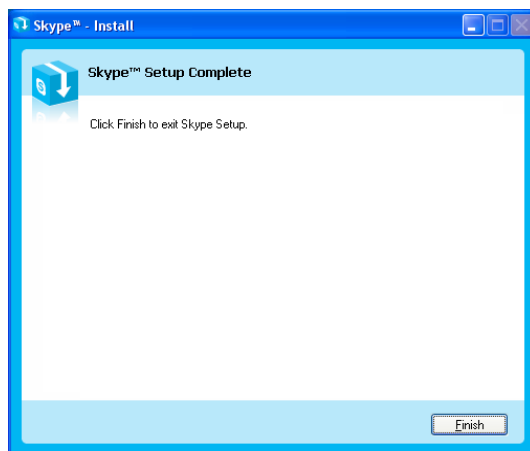 Skype™ - Install
Skype™ Setup Complete
Click Finish to exit Skype Setup.
Finish